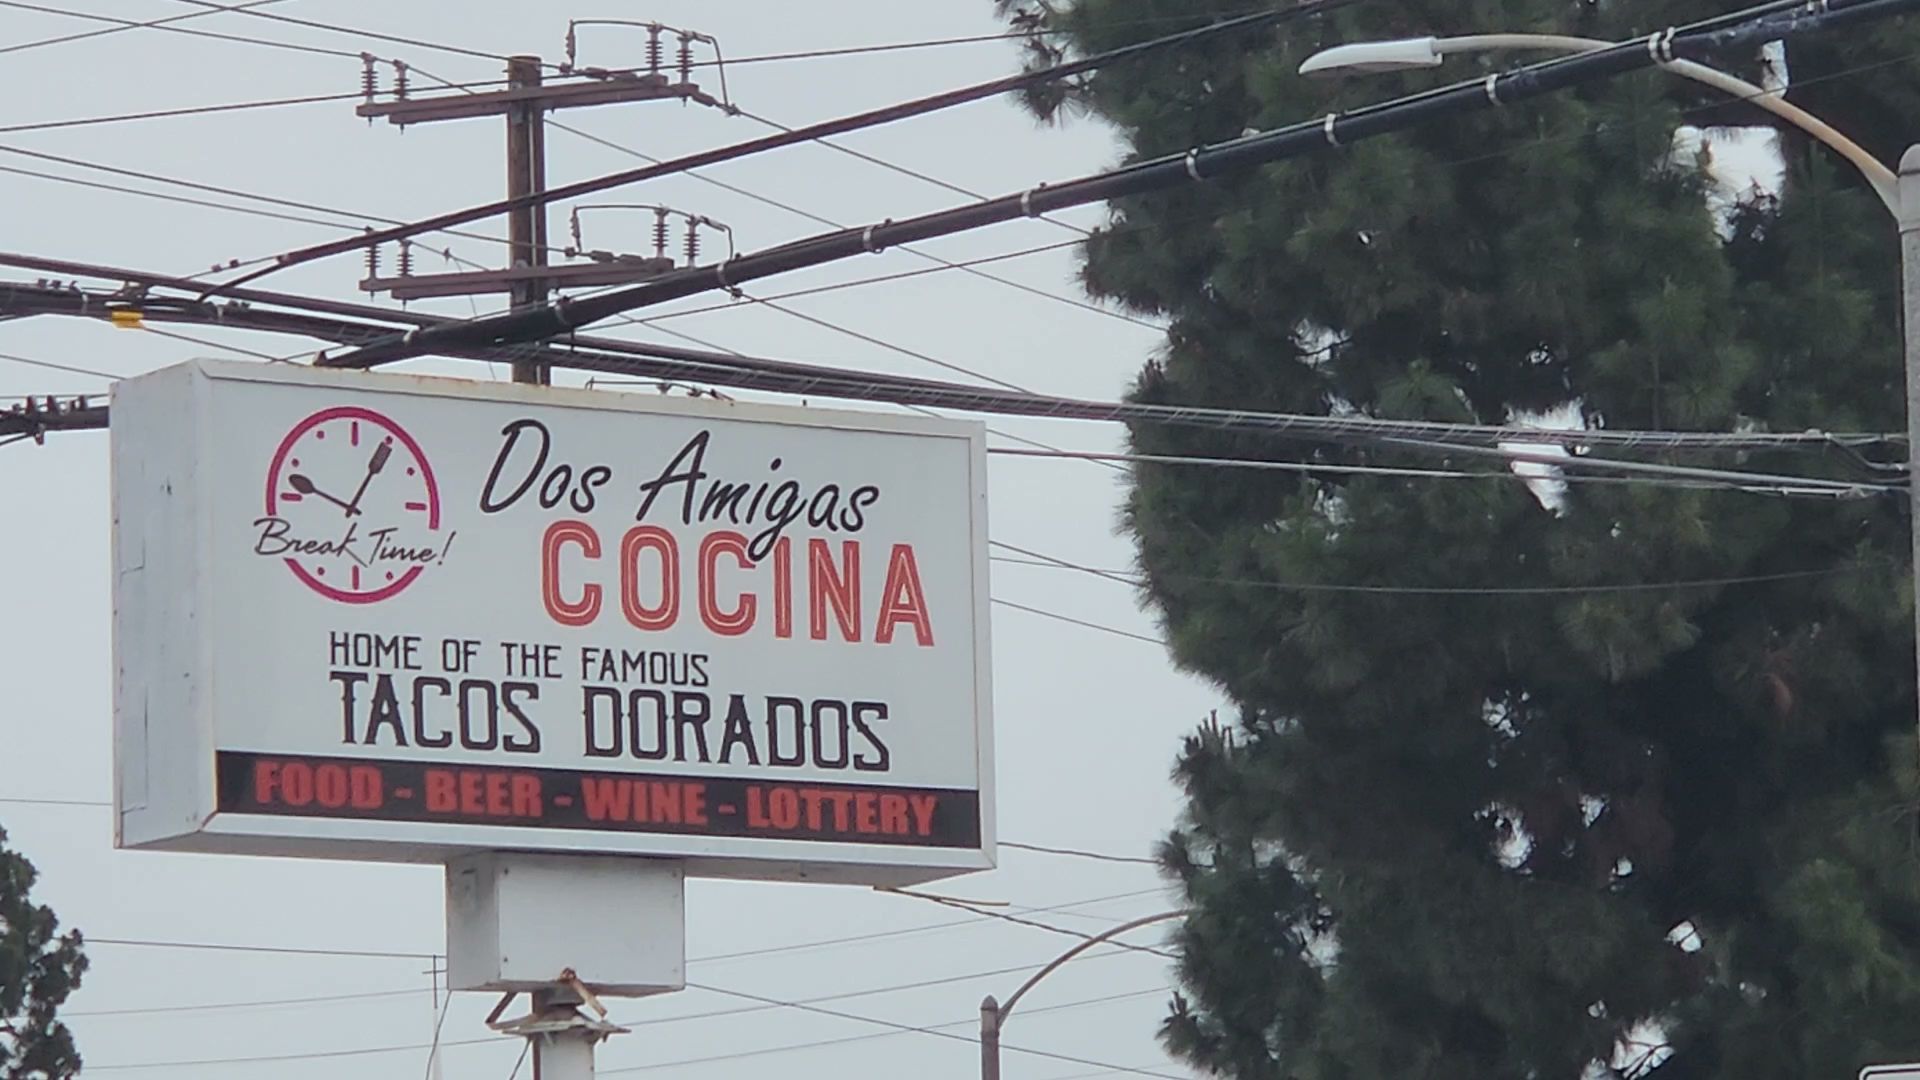 Break Time!
Dos Amigas
COCINA
HOME OF THE FAMOUS
TACOS DORADOS
FOOD - BEER - WINE - LOTTERY